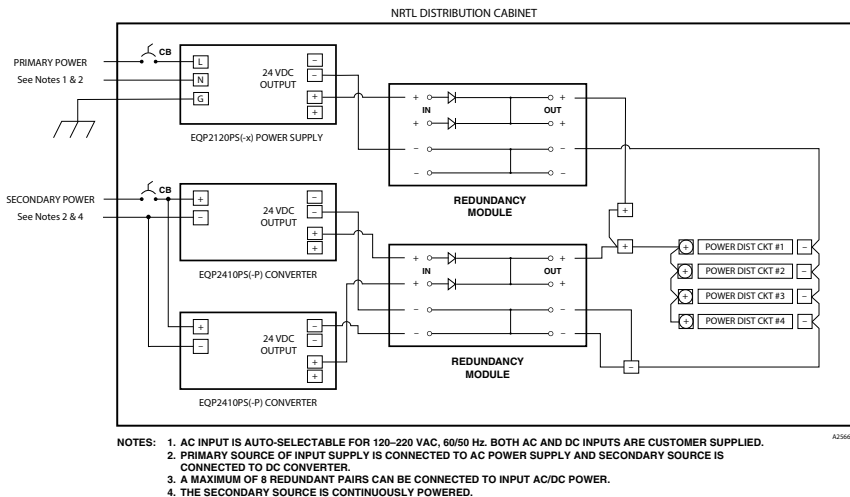 NRTL DISTRIBUTION CABINET
PRIMARY POWER
See Notes 1 & 2
CB
L
N
G
24 VDC
OUTPUT
–
–
+
+
EQP2120PS(-x) POWER SUPPLY
+
IN
+
–
–
+
OUT
+
–
–
REDUNDANCY
MODULE
SECONDARY POWER
See Notes 2 & 4
CB
+
–
24 VDC
OUTPUT
–
–
+
+
EQP2410PS(-P) CONVERTER
+
–
24 VDC
OUTPUT
–
–
+
+
EQP2410PS(-P) CONVERTER
+
IN
+
–
–
+
OUT
+
–
–
REDUNDANCY
MODULE
+
+
–
+ POWER DIST CKT #1 –
+ POWER DIST CKT #2 –
+ POWER DIST CKT #3 –
+ POWER DIST CKT #4 –
A2566
NOTES: 1. AC INPUT IS AUTO-SELECTABLE FOR 120–220 VAC, 60/50 Hz. BOTH AC AND DC INPUTS ARE CUSTOMER SUPPLIED.
2. PRIMARY SOURCE OF INPUT SUPPLY IS CONNECTED TO AC POWER SUPPLY AND SECONDARY SOURCE IS
CONNECTED TO DC CONVERTER.
3. A MAXIMUM OF 8 REDUNDANT PAIRS CAN BE CONNECTED TO INPUT AC/DC POWER.
4. THE SECONDARY SOURCE IS CONTINUOUSLY POWERED.